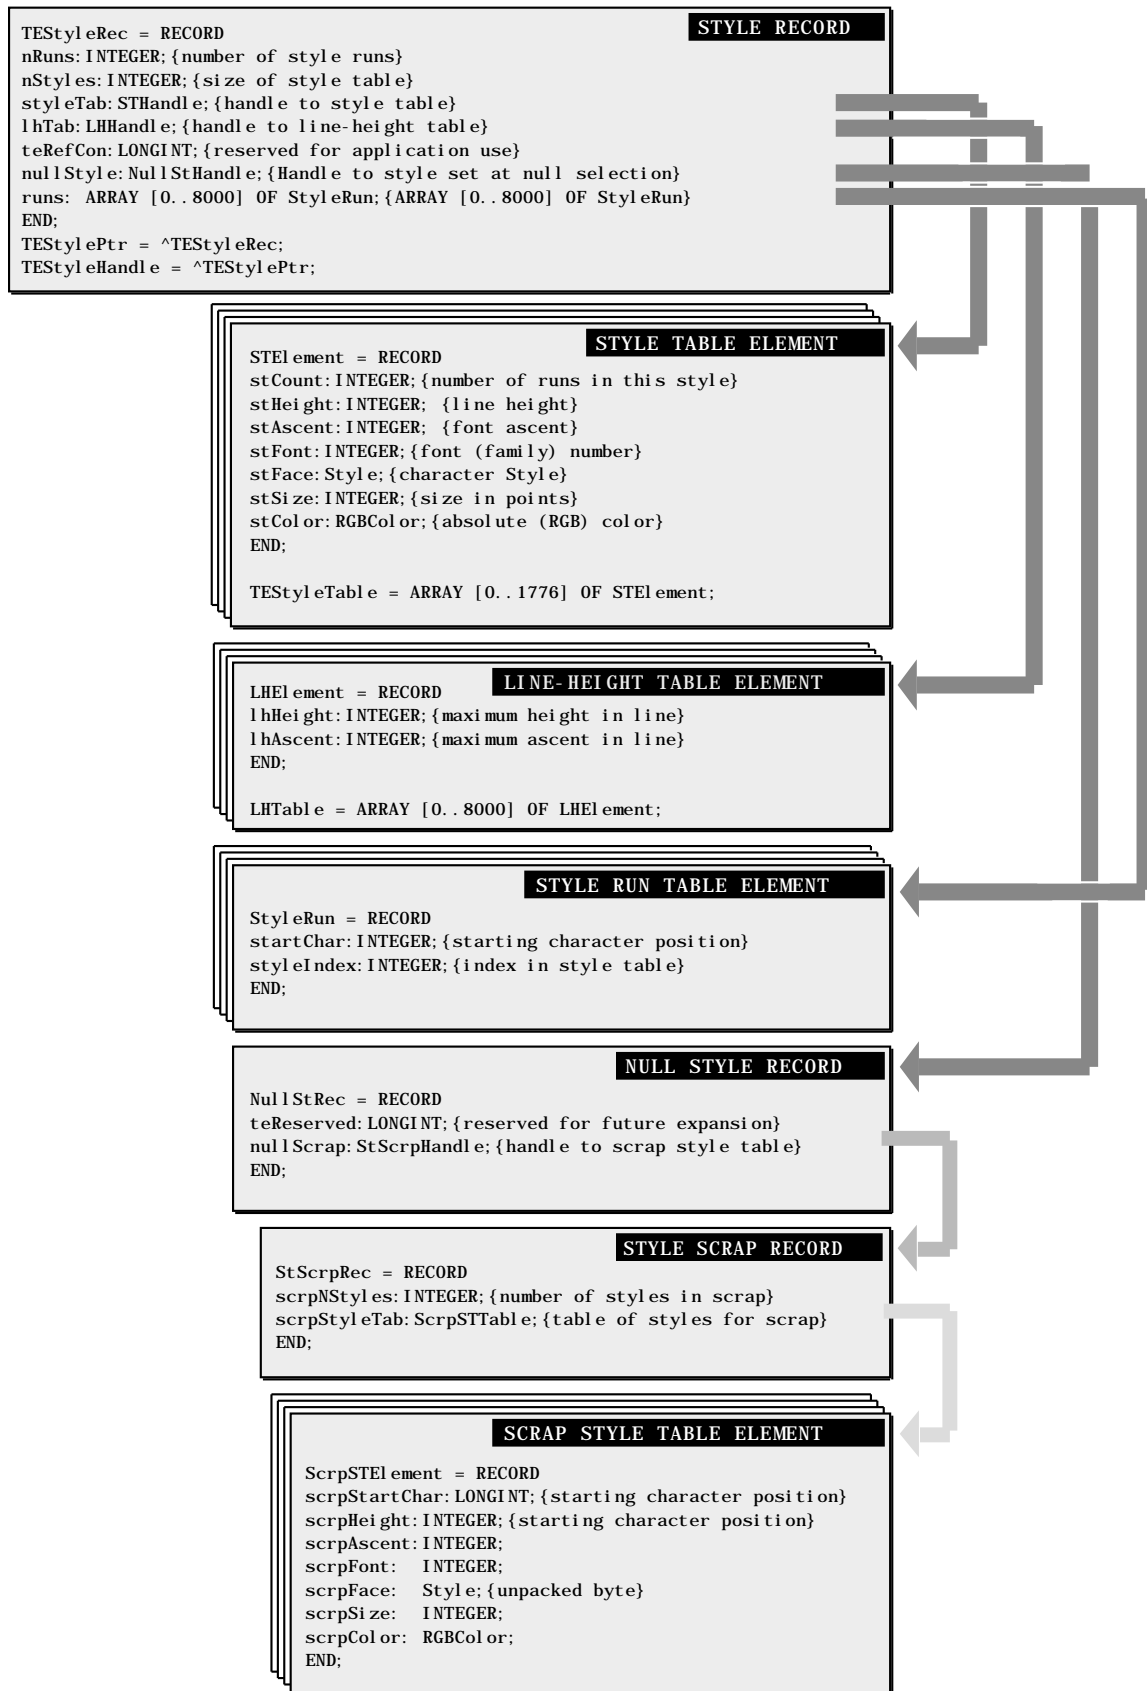 STYLE RECORD
TEStyleRec = RECORD
nRuns:INTEGER;{number of style runs}
nStyles:INTEGER;{size of style table}
styleTab:STHandle;{handle to style table}
lhTab:LHHandle;{handle to line-height table}
teRefCon:LONGINT;{reserved for application use}
nullStyle:NullStHandle;{Handle to style set at null selection}
runs: ARRAY [0..8000] OF StyleRun;{ARRAY [0..8000] OF StyleRun}
END;
TEStylePtr = ^TEStyleRec;
TEStyleHandle = ^TEStylePtr;
STYLE TABLE ELEMENT
STElement = RECORD
stCount:INTEGER;{number of runs in this style}
stHeight:INTEGER; {line height}
stAscent:INTEGER; {font ascent}
stFont:INTEGER;{font (family) number}
stFace:Style;{character Style}
stSize:INTEGER;{size in points}
stColor:RGBColor;{absolute (RGB) color}
END;
TEStyleTable = ARRAY [0..1776] OF STElement;
LINE-HEIGHT TABLE ELEMENT
LHElement = RECORD
lhHeight:INTEGER;{maximum height in line}
lhAscent:INTEGER;{maximum ascent in line}
END;
LHTable = ARRAY [0..8000] OF LHElement;
STYLE RUN TABLE ELEMENT
StyleRun = RECORD
startChar:INTEGER;{starting character position}
styleIndex:INTEGER;{index in style table}
END;
NULL STYLE RECORD
NullStRec = RECORD
teReserved:LONGINT;{reserved for future expansion}
nullScrap:StScrpHandle;{handle to scrap style table}
END;
STYLE SCRAP RECORD
StScrpRec = RECORD
scrpNStyles:INTEGER;{number of styles in scrap}
scrpStyleTab:ScrpSTTable;{table of styles for scrap}
END;
SCRAP STYLE TABLE ELEMENT
ScrpSTElement = RECORD
scrpStartChar:LONGINT;{starting character position}
scrpHeight:INTEGER;{starting character position}
scrpAscent:INTEGER;
scrpFont: INTEGER;
scrpFace: Style;{unpacked byte}
scrpSize: INTEGER;
scrpColor: RGBColor;
END;